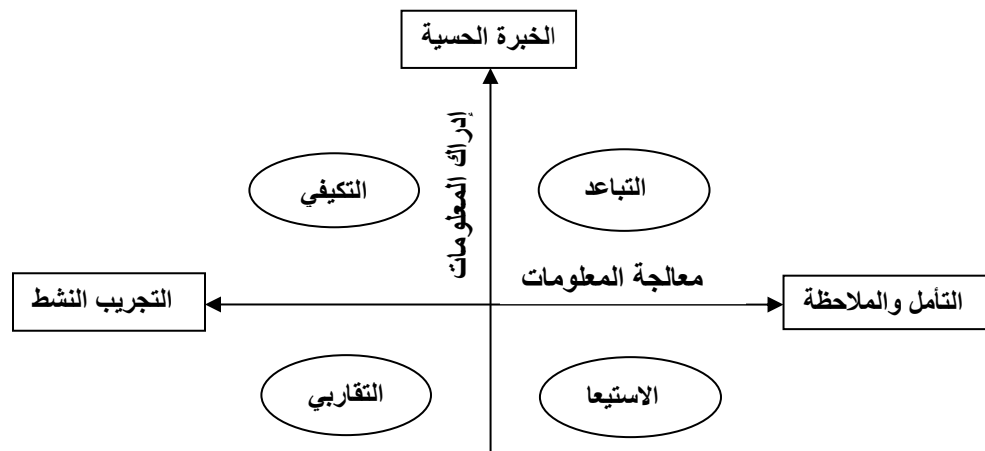 الخبرة الحسية
إدراك المعلومات
التباعد
التكيفي
معالجة المعلومات
التأمل والملاحظة
التجريب النشط
الاستيعا
التقاربي